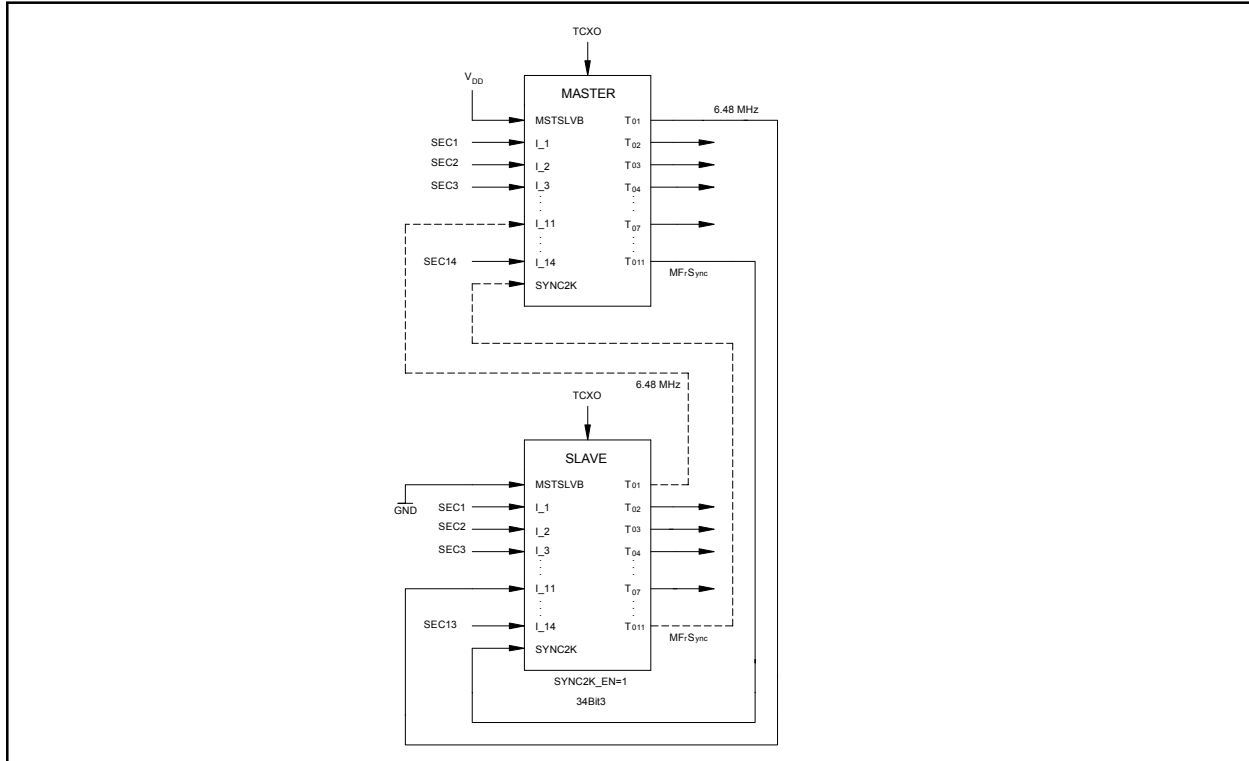 TCXO
VDD
MASTER
MSTSLVB T01 6.48 MHz
SEC1 I_1 T02
SEC2 I_2 T03
SEC3 I_3 T04
I_11 T07
SEC14 I_14 T011
MFrSync
SYNC2K
6.48 MHz
TCXO
SLAVE
MSTSLVB T01
GND SEC1 I_1 T02
SEC2 I_2 T03
SEC3 I_3 T04
I_11 T07
SEC13 I_14 T011
MFrSync
SYNC2K
SYNC2K_EN=1
34Bit3